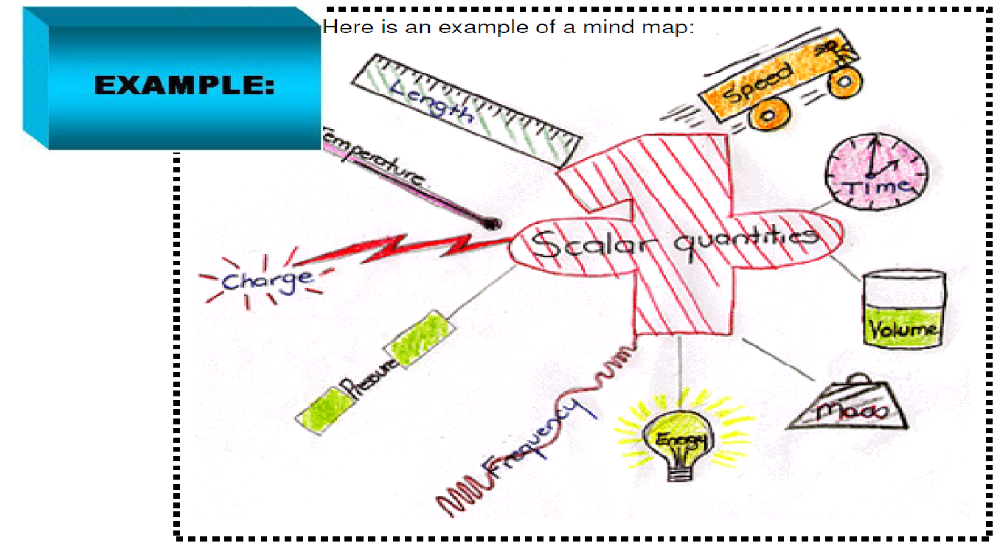 Here is an example of a mind map:
EXAMPLE:
Speed
Length
Temperature
Time
Scalar quantities
Charge
Volume
Pressure
Mass
Energy
Frequency